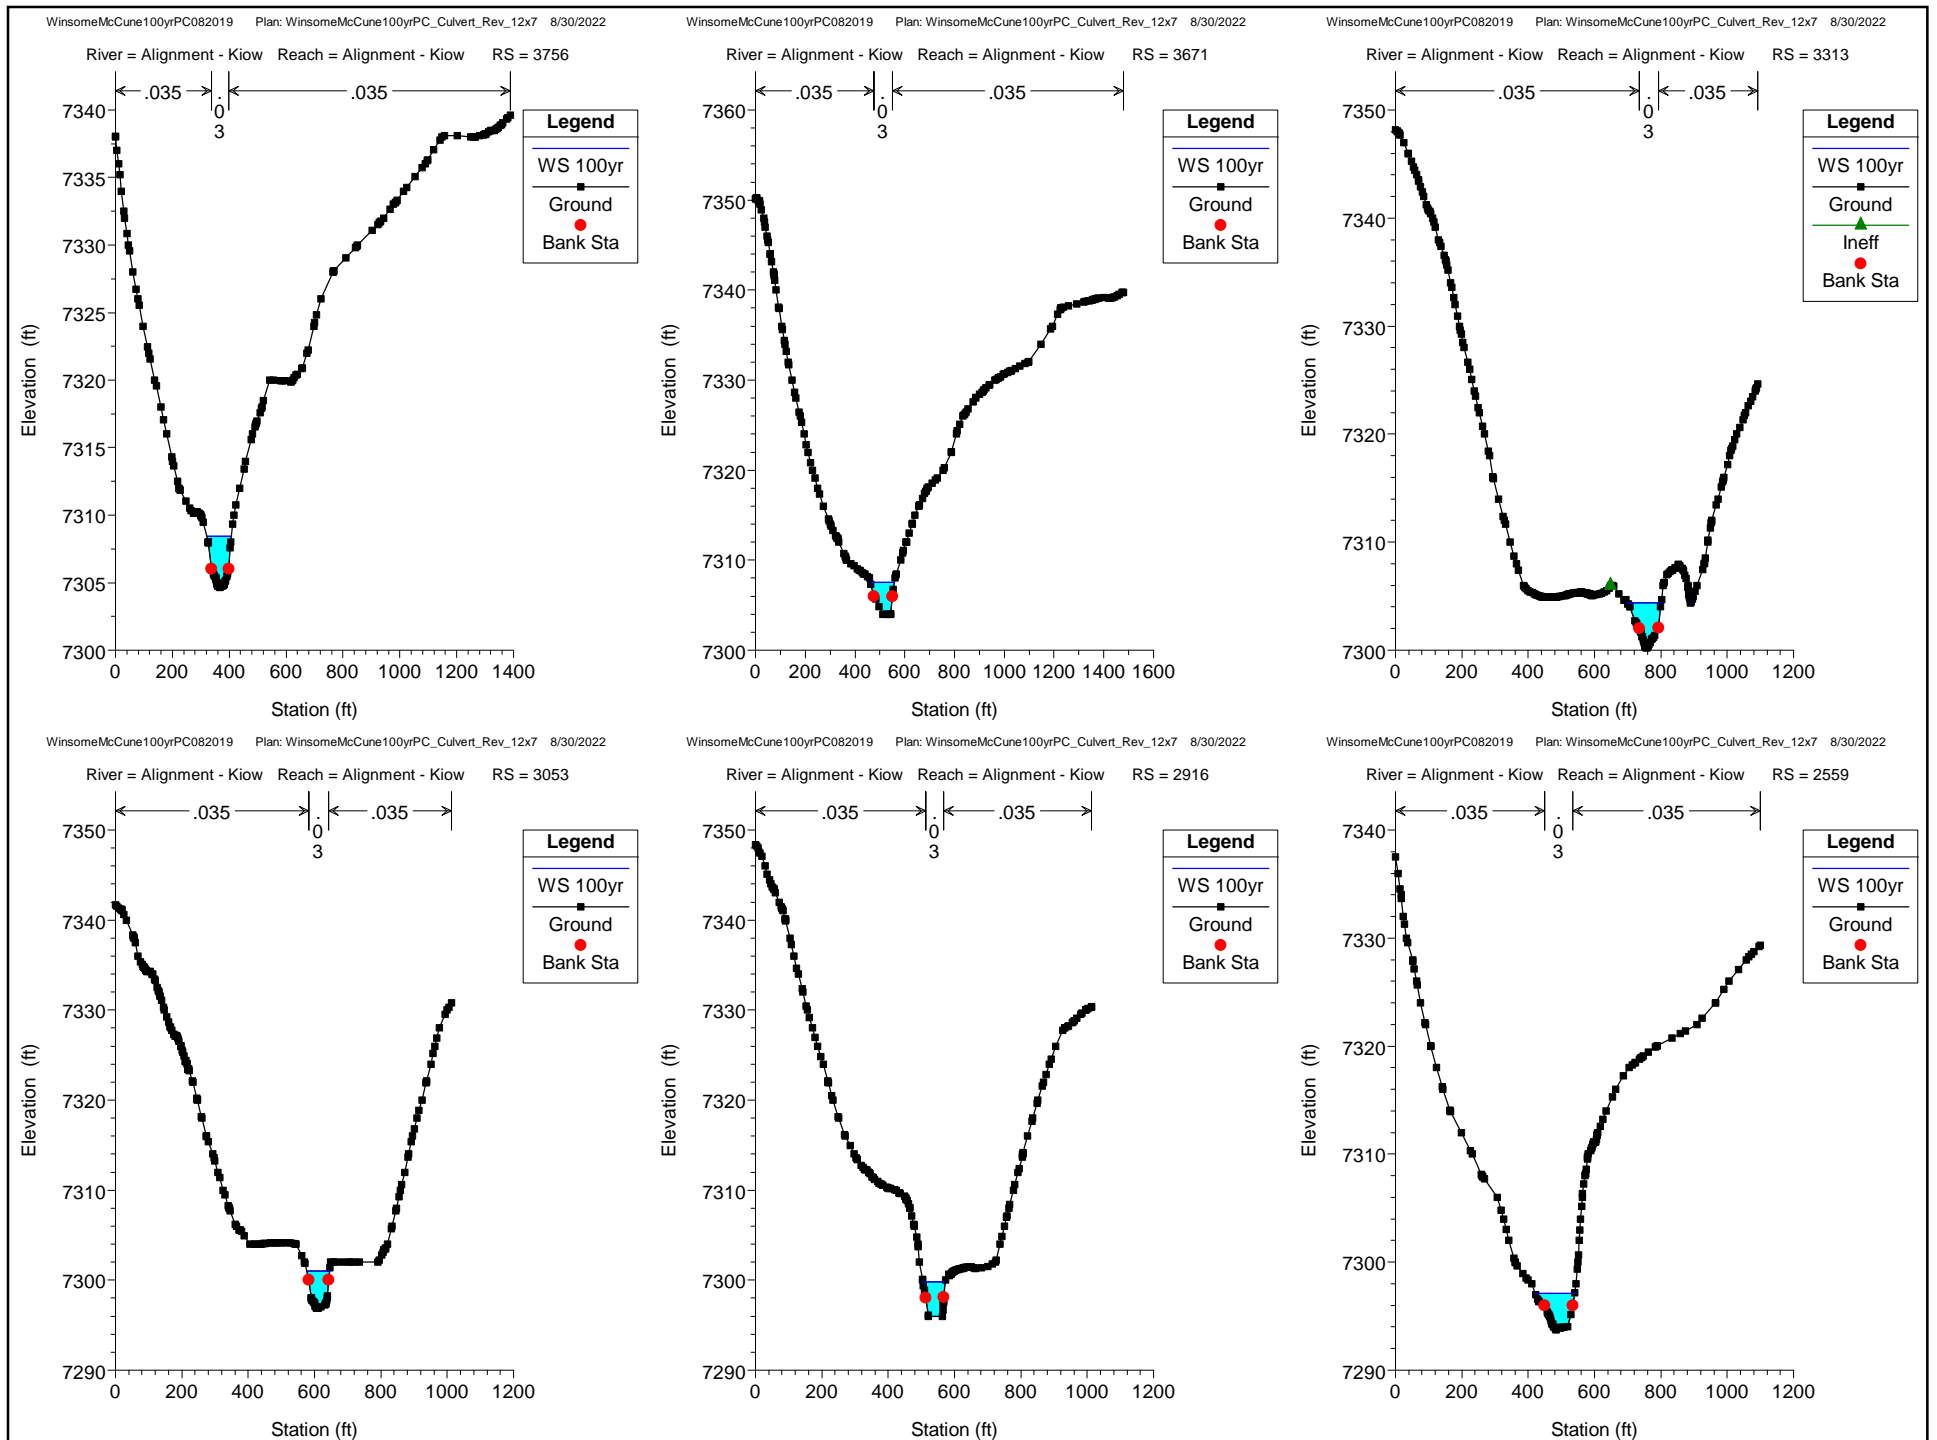 WinsomeMcCune100yrPC082019 Plan: WinsomeMcCune100yrPC_Culvert_Rev_12x7 8/30/2022
River = Alignment - Kiow Reach = Alignment - Kiow RS = 3756
.035
.03
.035
Legend
WS 100yr
Ground
Bank Sta
Elevation (ft)
7340
7335
7330
7325
7320
7315
7310
7305
7300
0 200 400 600 800 1000 1200 1400
Station (ft)
WinsomeMcCune100yrPC082019 Plan: WinsomeMcCune100yrPC_Culvert_Rev_12x7 8/30/2022
River = Alignment - Kiow Reach = Alignment - Kiow RS = 3671
.035
.03
.035
Legend
WS 100yr
Ground
Bank Sta
Elevation (ft)
7360
7350
7340
7330
7320
7310
7300
0 200 400 600 800 1000 1200 1400 1600
Station (ft)
WinsomeMcCune100yrPC082019 Plan: WinsomeMcCune100yrPC_Culvert_Rev_12x7 8/30/2022
River = Alignment - Kiow Reach = Alignment - Kiow RS = 3313
.035
.03
.035
Legend
WS 100yr
Ground
Ineff
Bank Sta
Elevation (ft)
7350
7340
7330
7320
7310
7300
0 200 400 600 800 1000 1200
Station (ft)
WinsomeMcCune100yrPC082019 Plan: WinsomeMcCune100yrPC_Culvert_Rev_12x7 8/30/2022
River = Alignment - Kiow Reach = Alignment - Kiow RS = 3053
.035
.03
.035
Legend
WS 100yr
Ground
Bank Sta
Elevation (ft)
7350
7340
7330
7320
7310
7300
7290
0 200 400 600 800 1000 1200
Station (ft)
WinsomeMcCune100yrPC082019 Plan: WinsomeMcCune100yrPC_Culvert_Rev_12x7 8/30/2022
River = Alignment - Kiow Reach = Alignment - Kiow RS = 2916
.035
.03
.035
Legend
WS 100yr
Ground
Bank Sta
Elevation (ft)
7350
7340
7330
7320
7310
7300
7290
0 200 400 600 800 1000 1200
Station (ft)
WinsomeMcCune100yrPC082019 Plan: WinsomeMcCune100yrPC_Culvert_Rev_12x7 8/30/2022
River = Alignment - Kiow Reach = Alignment - Kiow RS = 2559
.035
.03
.035
Legend
WS 100yr
Ground
Bank Sta
Elevation (ft)
7340
7330
7320
7310
7300
7290
0 200 400 600 800 1000 1200
Station (ft)